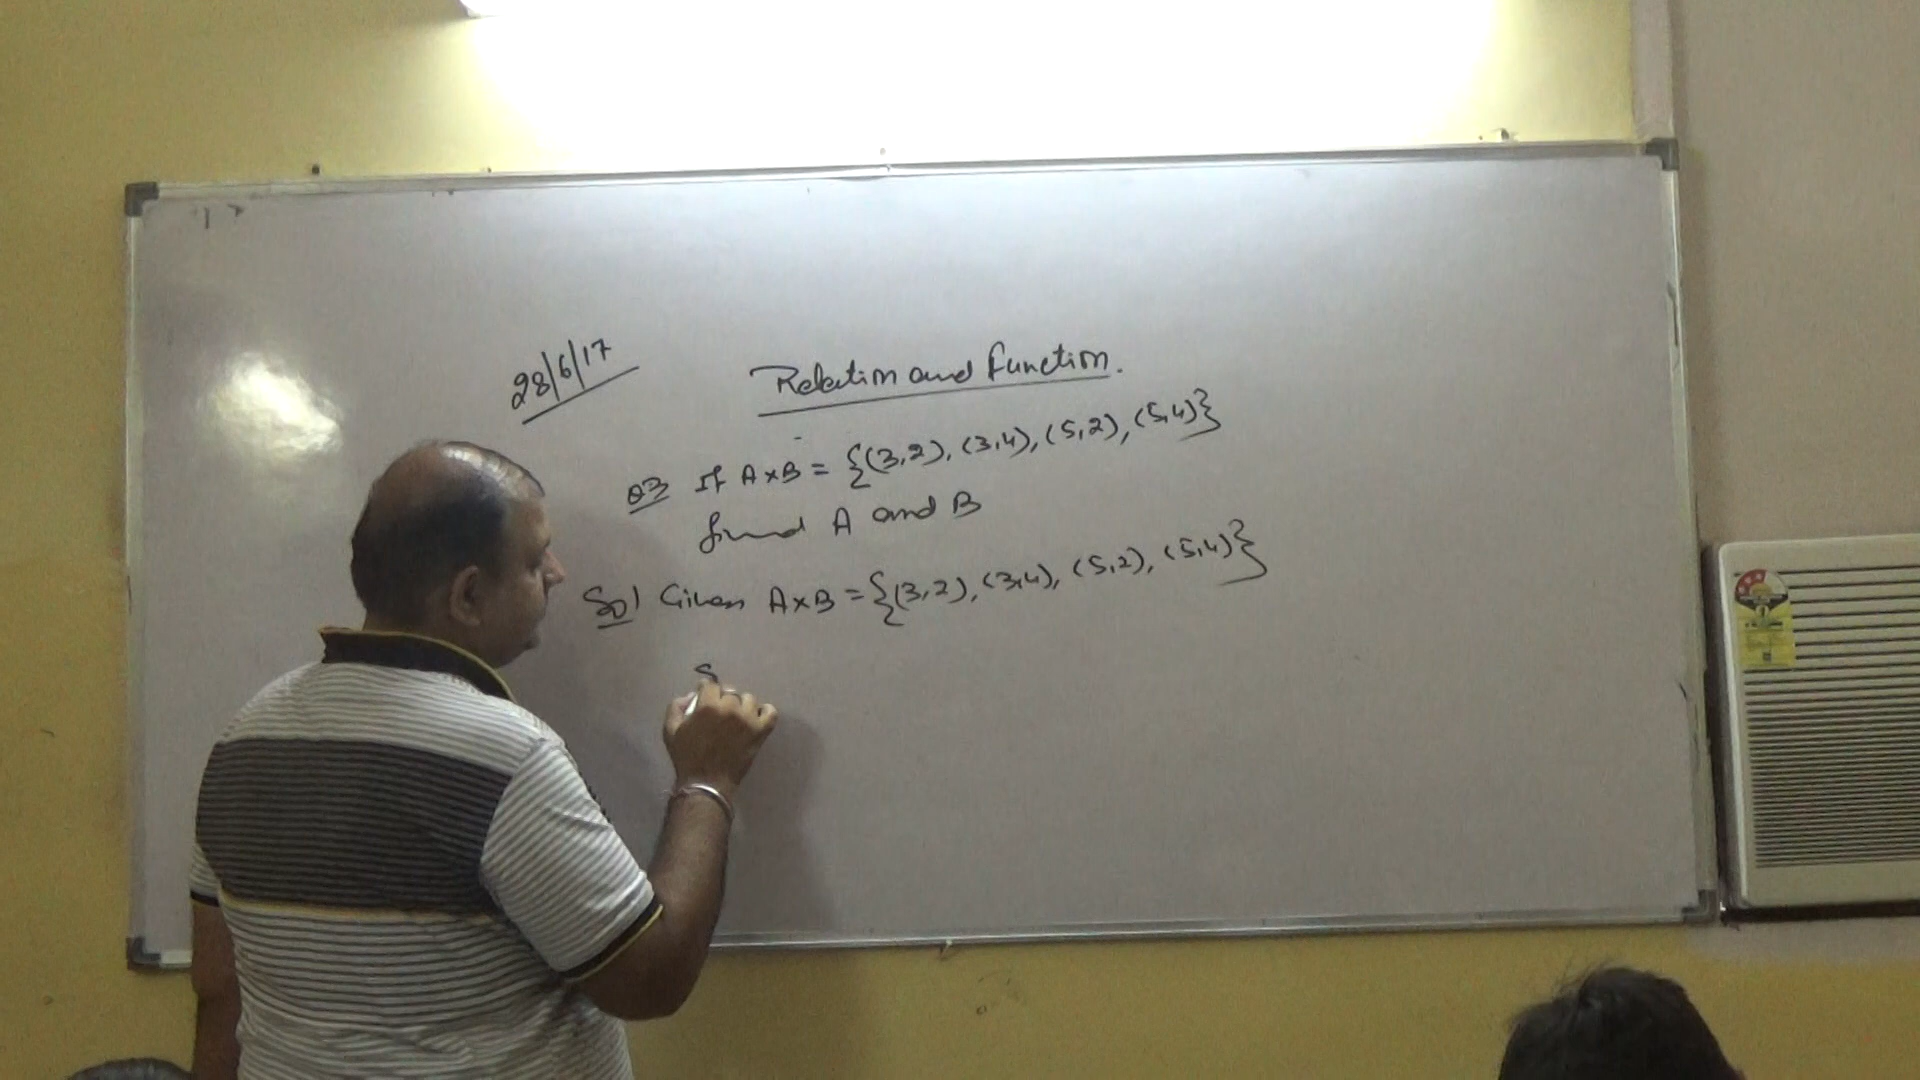 28/6/17
Relation and Function.
Q3 If A×B = {(3,2), (3,4), (5,2), (5,4)}
find A and B
Sol Given A×B = {(3,2), (3,4), (5,2), (5,4)}
S